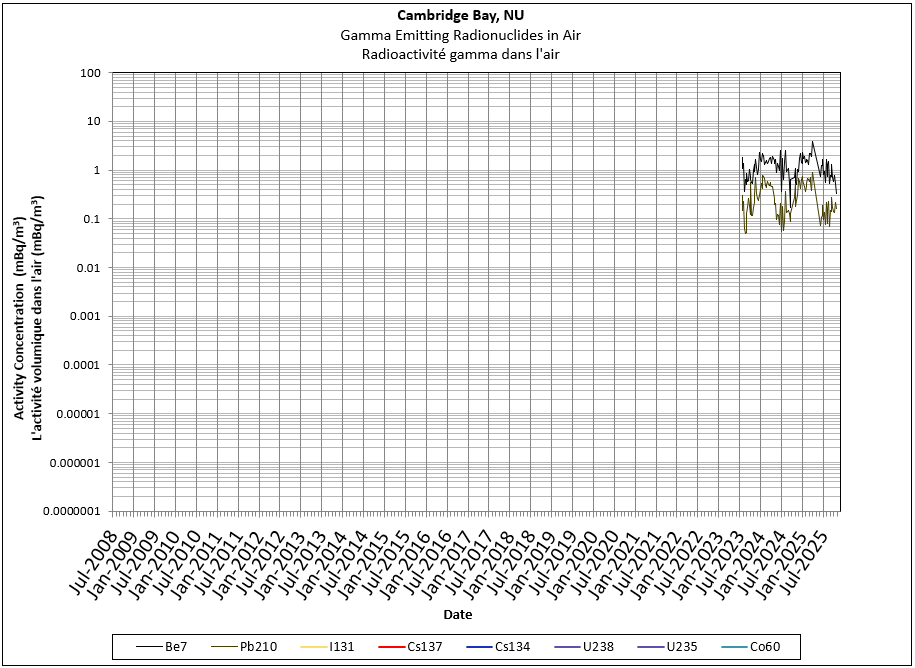 Cambridge Bay, NU
Gamma Emitting Radionuclides in Air
Radioactivité gamma dans l'air
Activity Concentration (mBq/m³)
L'activité volumique dans l'air (mBq/m³)
100
10
1
0.1
0.01
0.001
0.0001
0.00001
0.000001
0.0000001
Jul-2008
Jan-2009
Jul-2009
Jan-2010
Jul-2010
Jan-2011
Jul-2011
Jan-2012
Jul-2012
Jan-2013
Jul-2013
Jan-2014
Jul-2014
Jan-2015
Jul-2015
Jan-2016
Jul-2016
Jan-2017
Jul-2017
Jan-2018
Jul-2018
Jan-2019
Jul-2019
Jan-2020
Jul-2020
Jan-2021
Jul-2021
Jan-2022
Jul-2022
Jan-2023
Jul-2023
Jan-2024
Jul-2024
Jan-2025
Jul-2025
Date
Be7 Pb210 I131 Cs137 Cs134 U238 U235 Co60